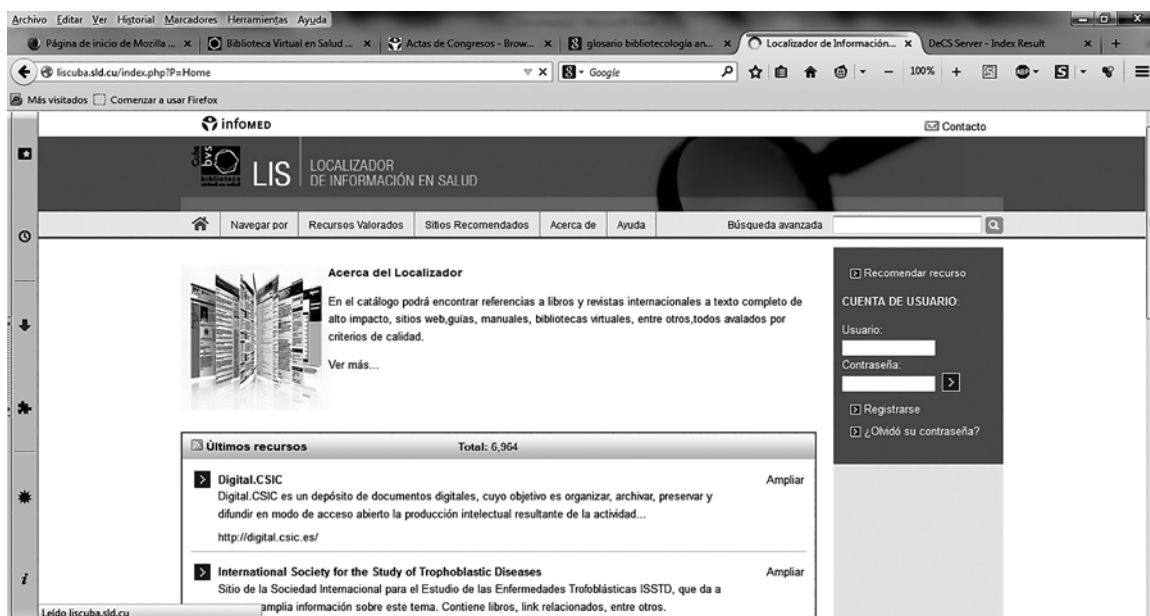 Archivo Editar Ver Historial Marcadores Herramientas Ayuda
Página de inicio de Mozilla ... × Biblioteca Virtual en Salud ... × Actas de Congresos - Brow... × glosario bibliotecología an... × Localizador de Información... × DeCS Server - Index Result × +
liscuba.sld.cu/index.php?P=Home Google 100%
Más visitados Comenzar a usar Firefox
infoMED Contacto
Cuba bvs biblioteca virtual en salud
LIS LOCALIZADOR
DE INFORMACIÓN EN SALUD
Navegar por Recursos Valorados Sitios Recomendados Acerca de Ayuda Búsqueda avanzada
Acerca del Localizador
En el catálogo podrá encontrar referencias a libros y revistas internacionales a texto completo de
alto impacto, sitios web,guías, manuales, bibliotecas virtuales, entre otros,todos avalados por
criterios de calidad.
Ver más...
Recomendar recurso
CUENTA DE USUARIO:
Usuario:
Contraseña:
Registrarse
¿Olvidó su contraseña?
Últimos recursos Total: 6,964
Digital.CSIC Ampliar
Digital.CSIC es un depósito de documentos digitales, cuyo objetivo es organizar, archivar, preservar y
difundir en modo de acceso abierto la producción intelectual resultante de la actividad...
http://digital.csic.es/
International Society for the Study of Trophoblastic Diseases Ampliar
Sitio de la Sociedad Internacional para el Estudio de las Enfermedades Trofoblásticas ISSTD, que da a
amplia información sobre este tema. Contiene libros, link relacionados, entre otros.
Leído liscuba.sld.cu